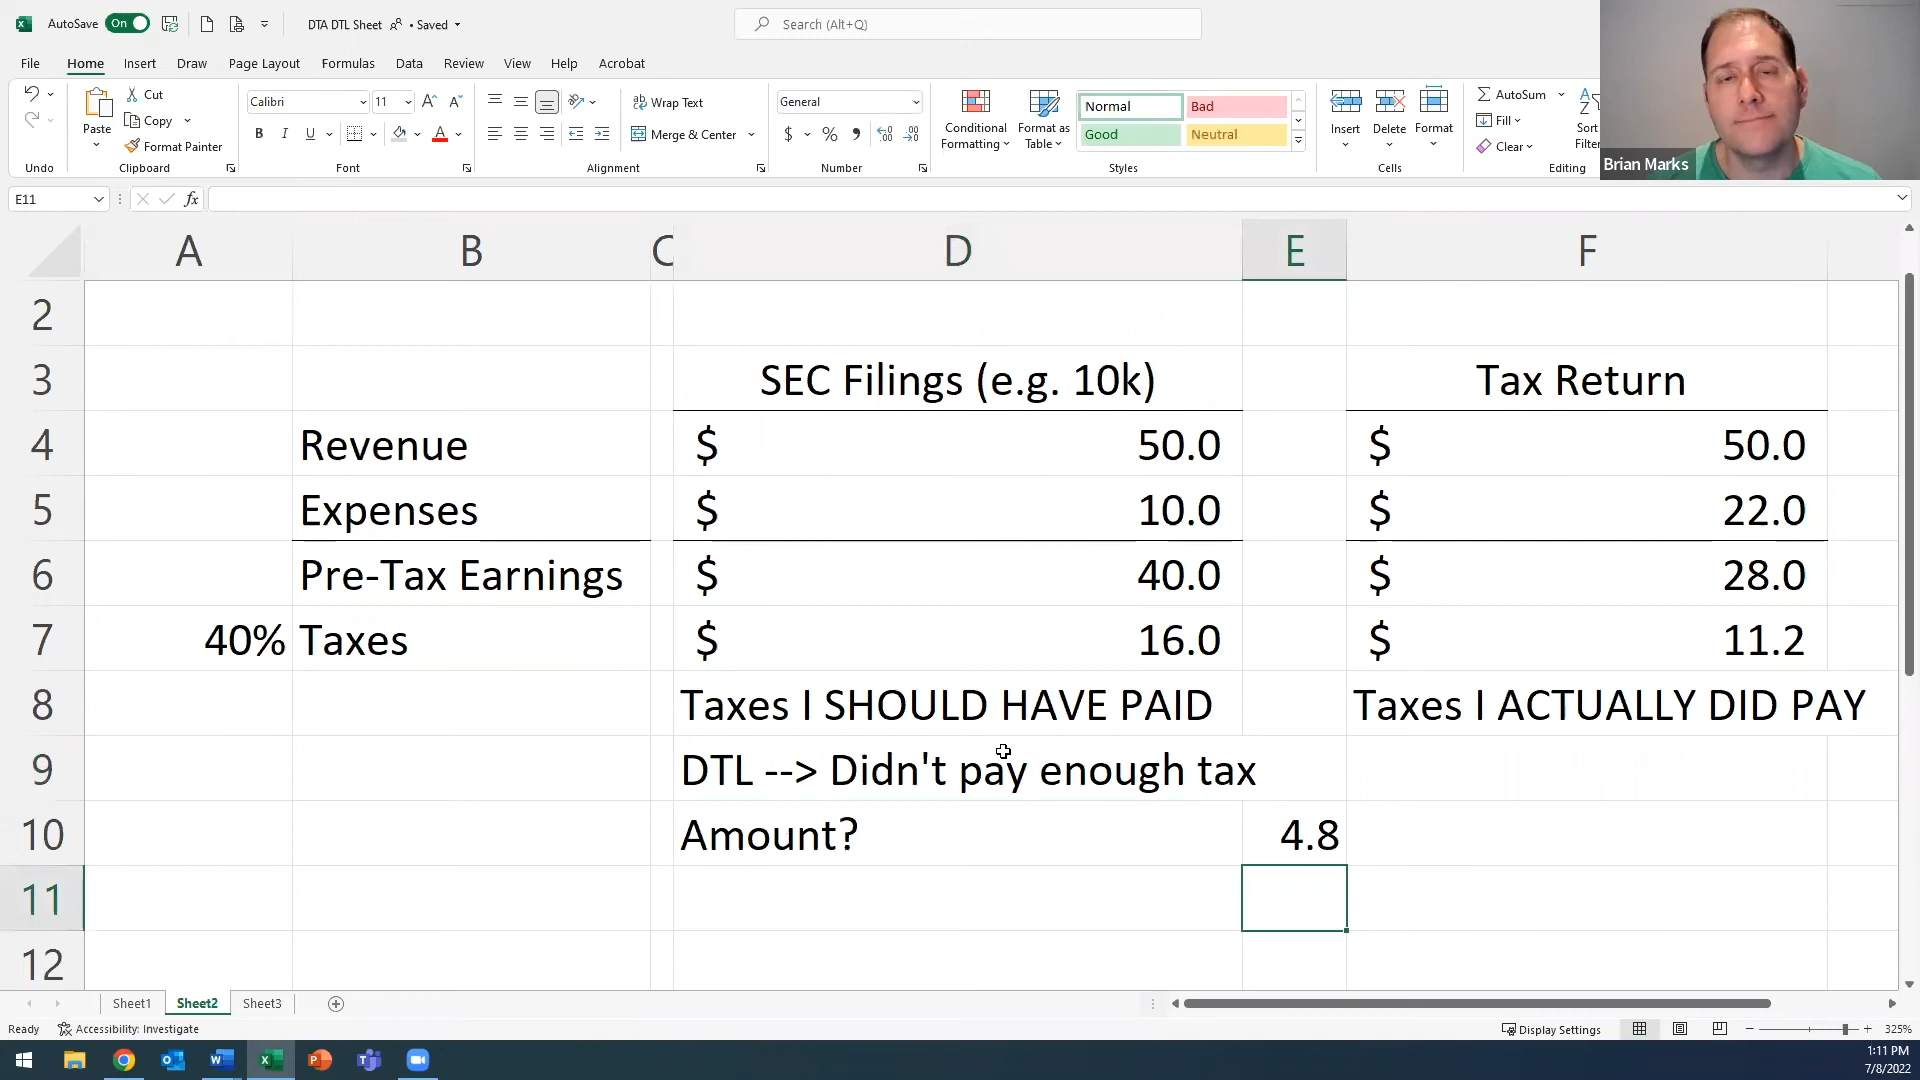 AutoSave On DTA DTL Sheet • Saved Search (Alt+Q)
File Home Insert Draw Page Layout Formulas Data Review View Help Acrobat
Cut
Copy
Format Painter
Paste
Calibri 11
B I U A
Wrap Text
Merge & Center
General
$ % ,
Conditional Formatting
Format as Table
Normal Bad
Good Neutral
Insert Delete Format
AutoSum
Fill
Clear
Sort
Filter
Undo Clipboard Font Alignment Number Styles Cells Editing
Brian Marks
E11 fx
A B C D E F
2
3 SEC Filings (e.g. 10k) Tax Return
4 Revenue $ 50.0 $ 50.0
5 Expenses $ 10.0 $ 22.0
6 Pre-Tax Earnings $ 40.0 $ 28.0
7 40% Taxes $ 16.0 $ 11.2
8 Taxes I SHOULD HAVE PAID Taxes I ACTUALLY DID PAY
9 DTL --> Didn't pay enough tax
10 Amount? 4.8
11
12
Sheet1 Sheet2 Sheet3
Ready Accessibility: Investigate Display Settings 325%
1:11 PM
7/8/2022